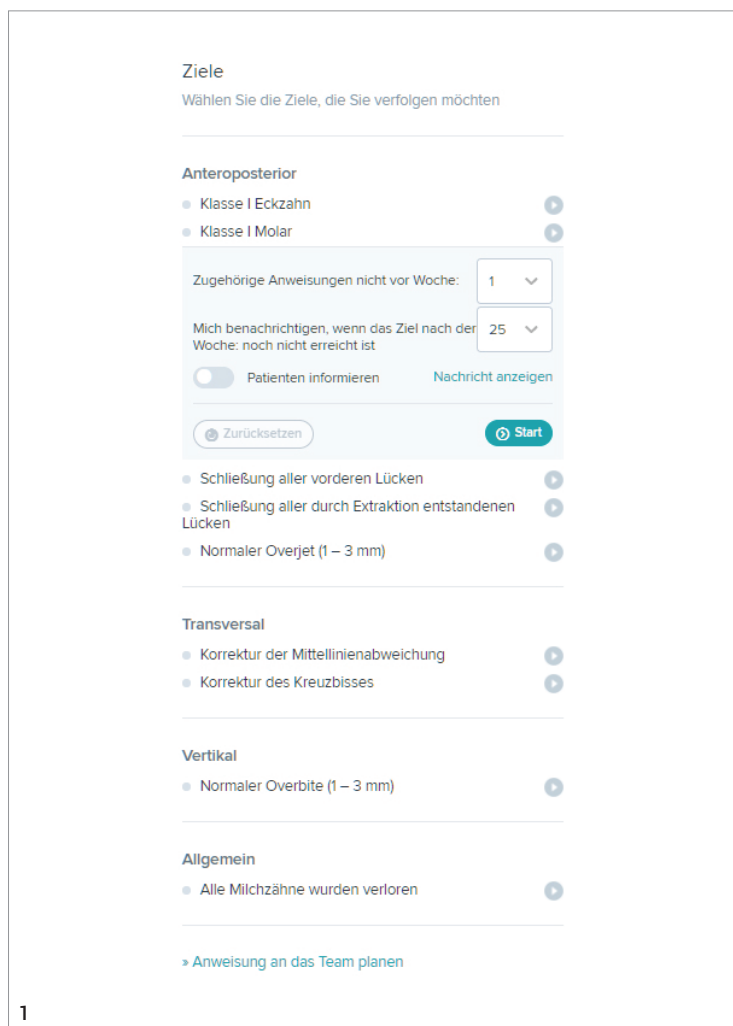 Ziele
Wählen Sie die Ziele, die Sie verfolgen möchten
Anteroposterior
Klasse I Eckzahn
Klasse I Molar
Zugehörige Anweisungen nicht vor Woche: 1
Mich benachrichtigen, wenn das Ziel nach der 25
Woche: noch nicht erreicht ist
Patienten informieren Nachricht anzeigen
Zurücksetzen Start
Schließung aller vorderen Lücken
Schließung aller durch Extraktion entstandenen
Lücken
Normaler Overjet (1 – 3 mm)
Transversal
Korrektur der Mittellinienabweichung
Korrektur des Kreuzbisses
Vertikal
Normaler Overbite (1 – 3 mm)
Allgemein
Alle Milchzähne wurden verloren
» Anweisung an das Team planen
1